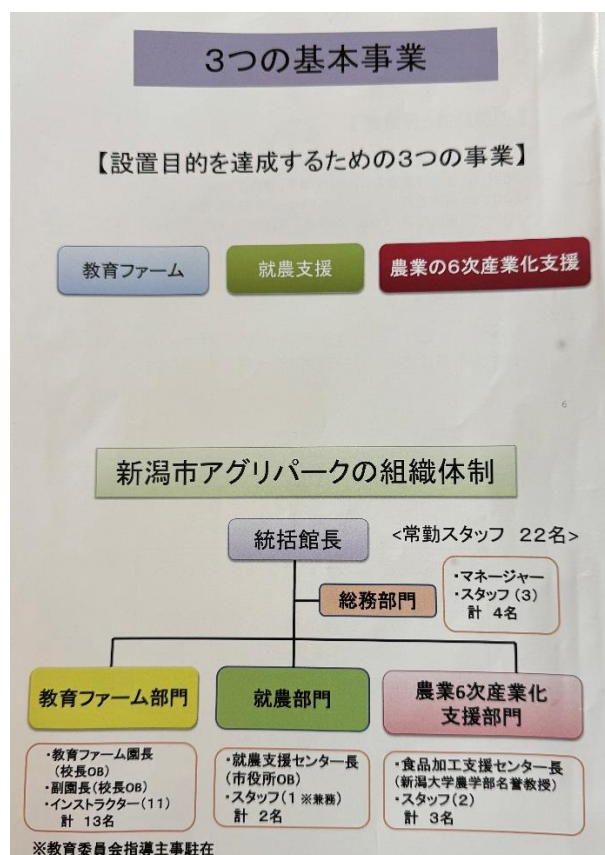 3つの基本事業
【設置目的を達成するための3つの事業】
教育ファーム
就農支援
農業の6次産業化支援
6
新潟市アグリパークの組織体制
統括館長
<常勤スタッフ 22名>
総務部門
・マネージャー
・スタッフ(3)
計 4名
教育ファーム部門
・教育ファーム園長
(校長OB)
・副園長(校長OB)
・インストラクター(11)
計 13名
就農部門
・就農支援センター長
(市役所OB)
・スタッフ(1 ※兼務)
計 2名
農業6次産業化
支援部門
・食品加工支援センター長
(新潟大学農学部名誉教授)
・スタッフ(2)
計 3名
※教育委員会指導主事駐在